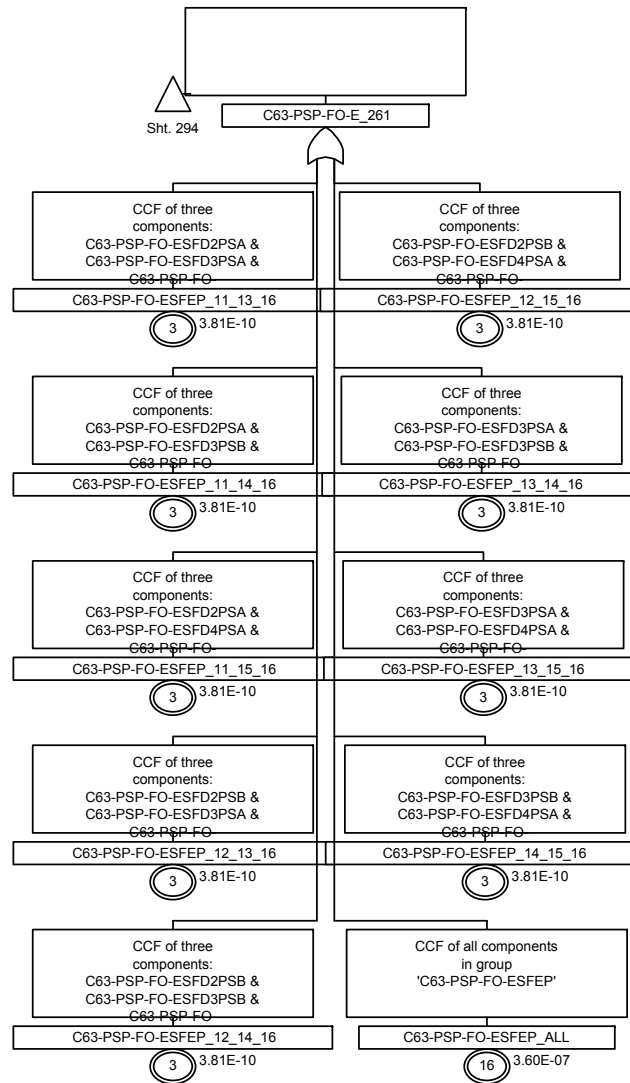 C63-PSP-FO-E_261
Sht. 294
CCF of three
components:
C63-PSP-FO-ESFD2PSA &
C63-PSP-FO-ESFD3PSA &
C63-PSP-FO-
C63-PSP-FO-ESFEP_11_13_16
3
3.81E-10
CCF of three
components:
C63-PSP-FO-ESFD2PSB &
C63-PSP-FO-ESFD4PSA &
C63-PSP-FO-
C63-PSP-FO-ESFEP_12_15_16
3
3.81E-10
CCF of three
components:
C63-PSP-FO-ESFD2PSA &
C63-PSP-FO-ESFD3PSB &
C63-PSP-FO-
C63-PSP-FO-ESFEP_11_14_16
3
3.81E-10
CCF of three
components:
C63-PSP-FO-ESFD3PSA &
C63-PSP-FO-ESFD3PSB &
C63-PSP-FO-
C63-PSP-FO-ESFEP_13_14_16
3
3.81E-10
CCF of three
components:
C63-PSP-FO-ESFD2PSA &
C63-PSP-FO-ESFD4PSA &
C63-PSP-FO-
C63-PSP-FO-ESFEP_11_15_16
3
3.81E-10
CCF of three
components:
C63-PSP-FO-ESFD3PSA &
C63-PSP-FO-ESFD4PSA &
C63-PSP-FO-
C63-PSP-FO-ESFEP_13_15_16
3
3.81E-10
CCF of three
components:
C63-PSP-FO-ESFD2PSB &
C63-PSP-FO-ESFD3PSA &
C63-PSP-FO-
C63-PSP-FO-ESFEP_12_13_16
3
3.81E-10
CCF of three
components:
C63-PSP-FO-ESFD3PSB &
C63-PSP-FO-ESFD4PSA &
C63-PSP-FO-
C63-PSP-FO-ESFEP_14_15_16
3
3.81E-10
CCF of three
components:
C63-PSP-FO-ESFD2PSB &
C63-PSP-FO-ESFD3PSB &
C63-PSP-FO-
C63-PSP-FO-ESFEP_12_14_16
3
3.81E-10
CCF of all components
in group
'C63-PSP-FO-ESFEP'
C63-PSP-FO-ESFEP_ALL
16
3.60E-07